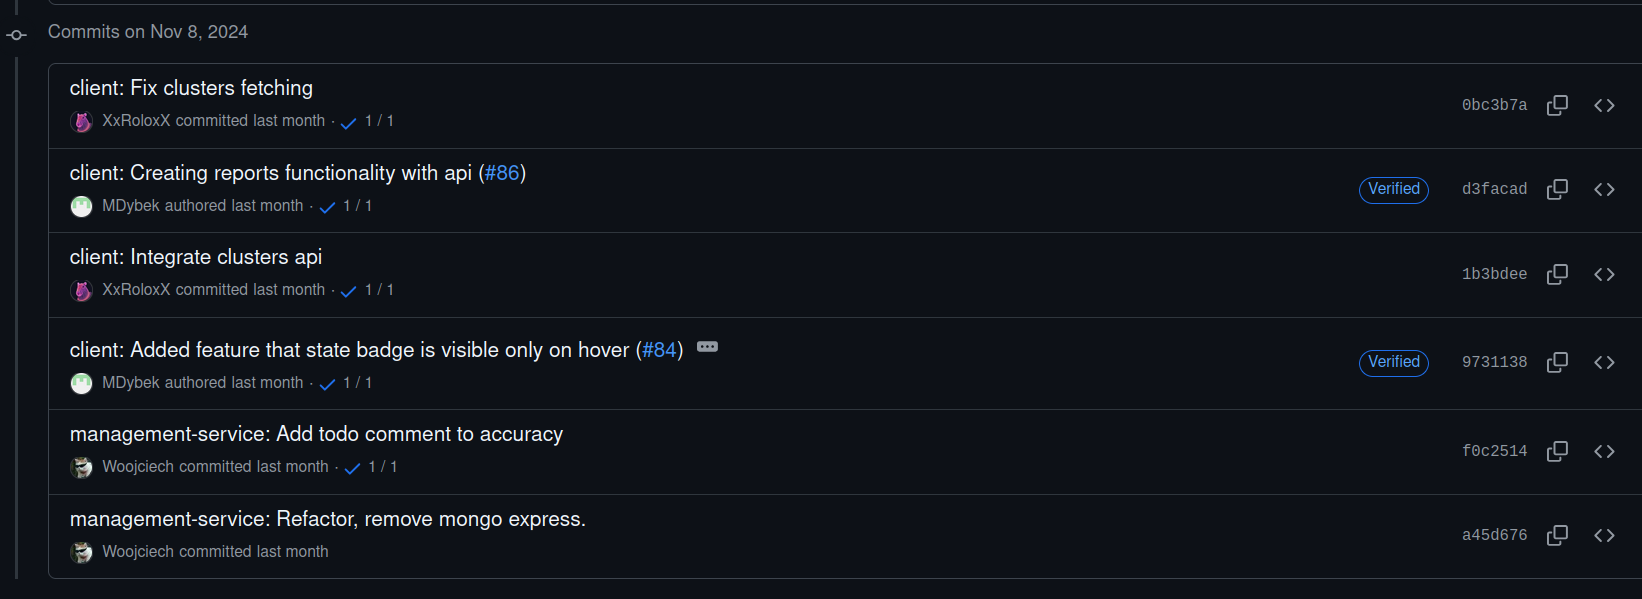 Commits on Nov 8, 2024
client: Fix clusters fetching
XxRoloxX committed last month · 1 / 1
0bc3b7a
client: Creating reports functionality with api (#86)
MDybek authored last month · 1 / 1
Verified d3facad
client: Integrate clusters api
XxRoloxX committed last month · 1 / 1
1b3bdee
client: Added feature that state badge is visible only on hover (#84)
MDybek authored last month · 1 / 1
Verified 9731138
management-service: Add todo comment to accuracy
Woojciech committed last month · 1 / 1
f0c2514
management-service: Refactor, remove mongo express.
Woojciech committed last month
a45d676